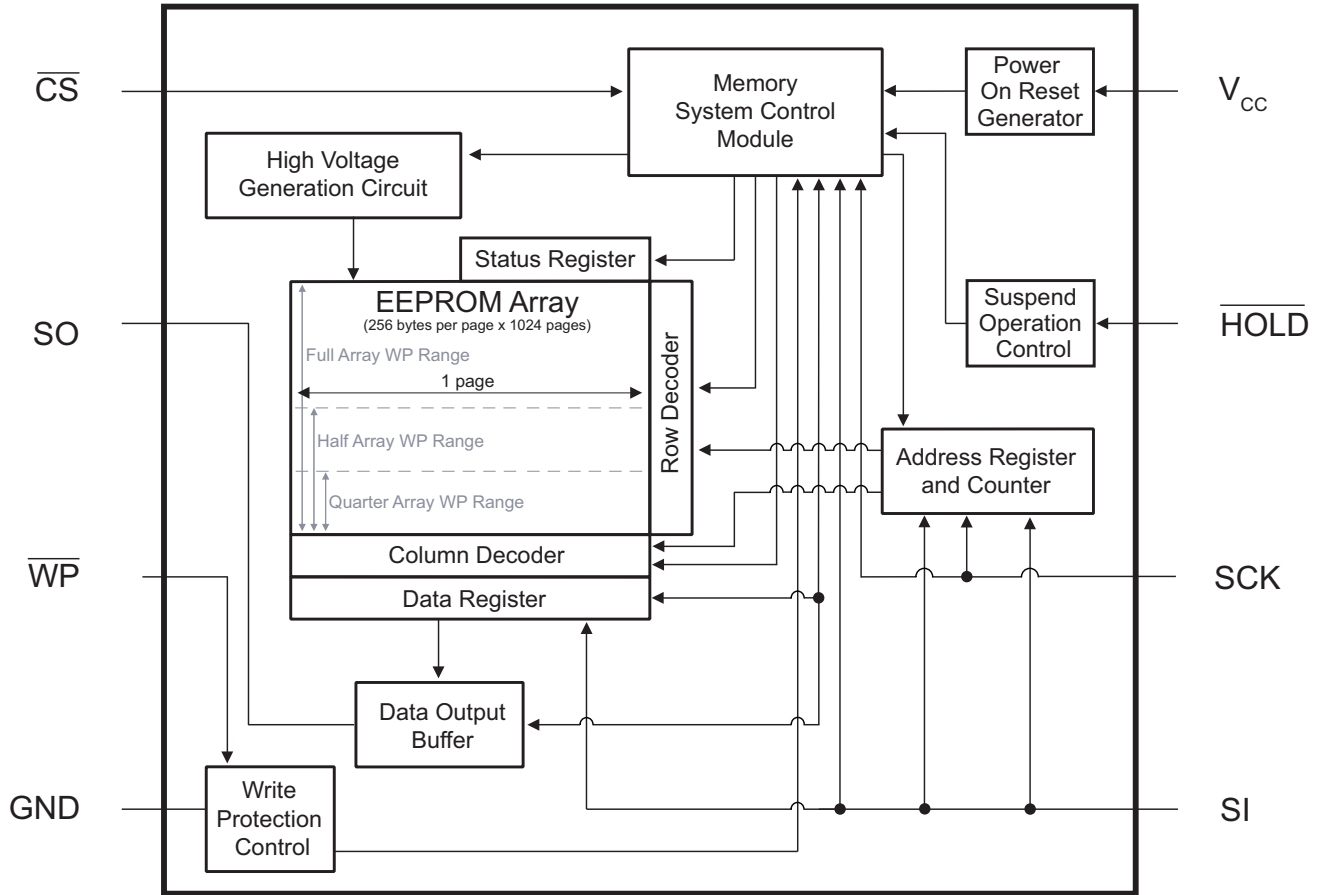 CS
Memory
System Control
Module
Power
On Reset
Generator
VCC
High Voltage
Generation Circuit
Status Register
EEPROM Array
(256 bytes per page x 1024 pages)
Full Array WP Range
1 page
Half Array WP Range
Quarter Array WP Range
Row Decoder
SO
Suspend
Operation
Control
HOLD
Address Register
and Counter
Column Decoder
Data Register
WP
SCK
Data Output
Buffer
GND
Write
Protection
Control
SI